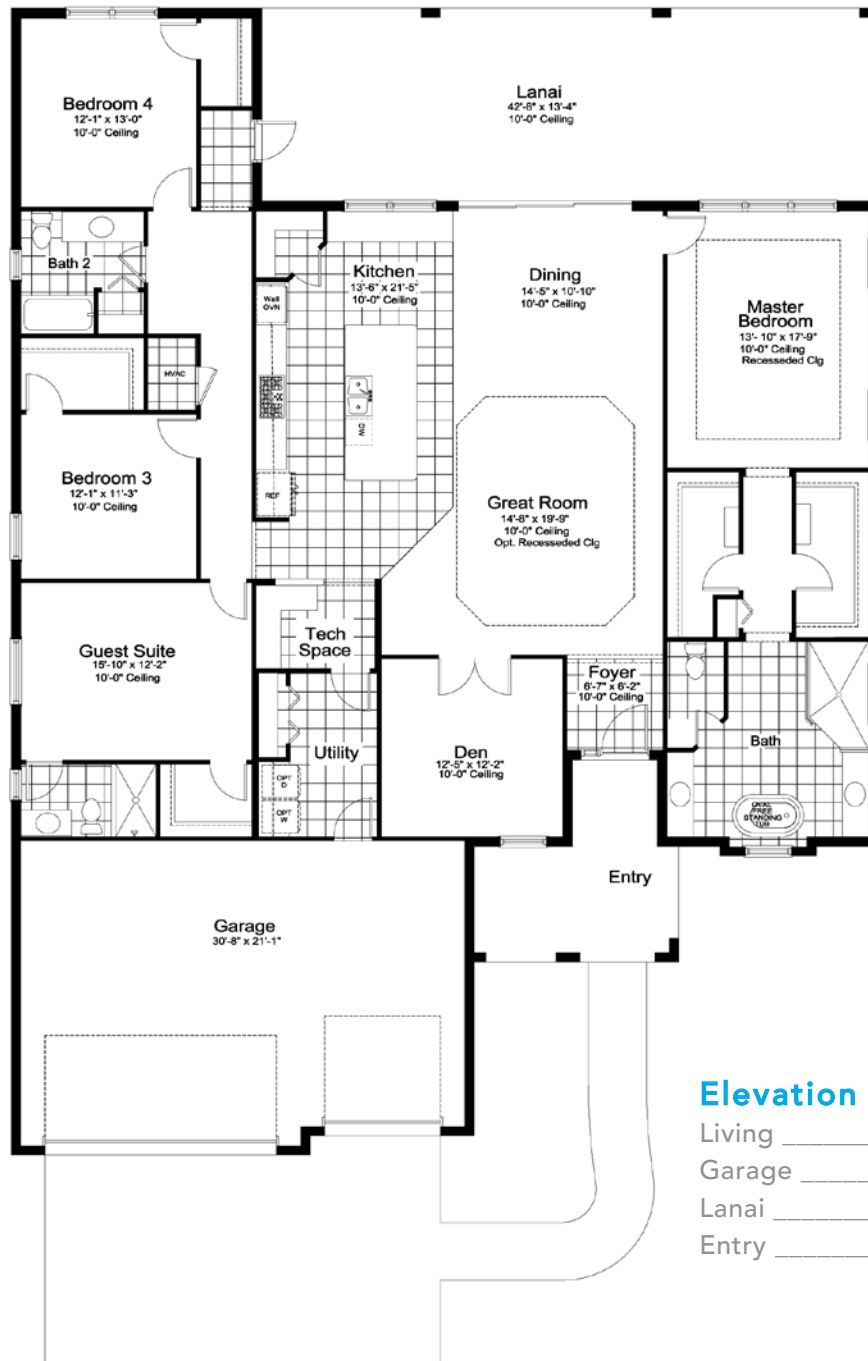 Bedroom 4
12'-1" x 13'-0"
10'-0" Ceiling
Lanai
42'-8" x 13'-4"
10'-0" Ceiling
Bath 2
Kitchen
13'-6" x 21'-5"
10'-0" Ceiling
Dining
14'-5" x 10'-10"
10'-0" Ceiling
Master
Bedroom
13'- 10" x 17'-9"
10'-0" Ceiling
Recesseded Clg
Wall
OVN
HVAC
DW
REF
Bedroom 3
12'-1" x 11'-3"
10'-0" Ceiling
Great Room
14'-8" x 19'-9"
10'-0" Ceiling
Opt. Recesseded Clg
Guest Suite
15'-10" x 12'-2"
10'-0" Ceiling
Tech
Space
Foyer
6'-7" x 6'-2"
10'-0" Ceiling
Utility
Den
12'-5" x 12'-2"
10'-0" Ceiling
Bath
OPT
D
OPT
W
OVAL
FREE
STANDING
TUB
Entry
Garage
30'-8" x 21'-1"
Elevation
Living
Garage
Lanai
Entry